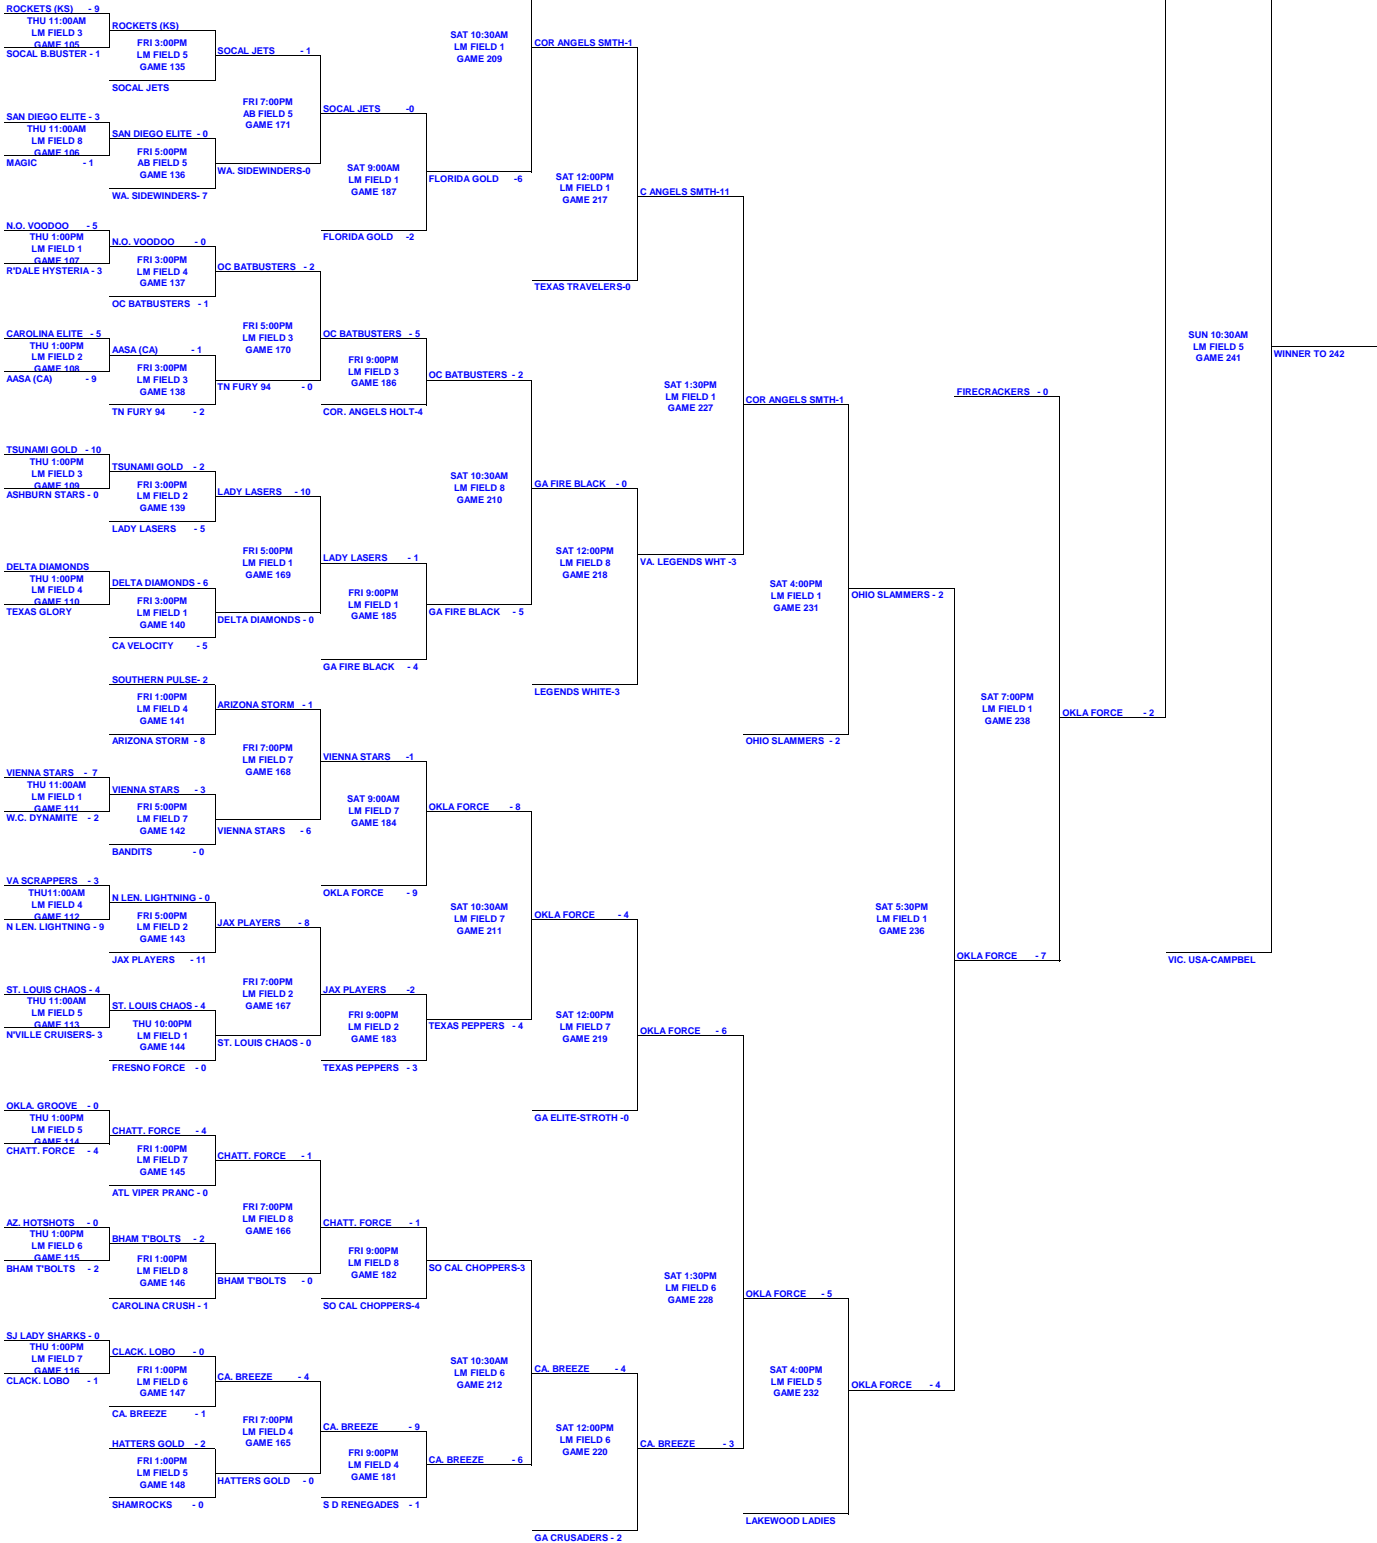 ROCKETS (KS) - 9
THU 11:00AM
LM FIELD 3
GAME 105
SOCAL B.BUSTER - 1
ROCKETS (KS)
FRI 3:00PM
LM FIELD 5
GAME 135
SOCAL JETS
SOCAL JETS - 1
FRI 7:00PM
AB FIELD 5
GAME 171
SAN DIEGO ELITE - 3
THU 11:00AM
LM FIELD 8
GAME 106
MAGIC - 1
SAN DIEGO ELITE - 0
FRI 5:00PM
AB FIELD 5
GAME 136
WA. SIDEWINDERS- 7
WA. SIDEWINDERS-0
SOCAL JETS -0
SAT 9:00AM
LM FIELD 1
GAME 187
FLORIDA GOLD -2
FLORIDA GOLD -6
SAT 10:30AM
LM FIELD 1
GAME 209
COR ANGELS SMTH-1
SAT 12:00PM
LM FIELD 1
GAME 217
TEXAS TRAVELERS-0
C ANGELS SMTH-11
N.O. VOODOO - 5
THU 1:00PM
LM FIELD 1
GAME 107
R'DALE HYSTERIA - 3
N.O. VOODOO - 0
FRI 3:00PM
LM FIELD 4
GAME 137
OC BATBUSTERS - 1
OC BATBUSTERS - 2
FRI 5:00PM
LM FIELD 3
GAME 170
CAROLINA ELITE - 5
THU 1:00PM
LM FIELD 2
GAME 108
AASA (CA) - 9
AASA (CA) - 1
FRI 3:00PM
LM FIELD 3
GAME 138
TN FURY 94 - 2
TN FURY 94 - 0
OC BATBUSTERS - 5
FRI 9:00PM
LM FIELD 3
GAME 186
COR. ANGELS HOLT-4
OC BATBUSTERS - 2
SAT 10:30AM
LM FIELD 8
GAME 210
TSUNAMI GOLD - 10
THU 1:00PM
LM FIELD 3
GAME 109
ASHBURN STARS - 0
TSUNAMI GOLD - 2
FRI 3:00PM
LM FIELD 2
GAME 139
LADY LASERS - 5
LADY LASERS - 10
FRI 5:00PM
LM FIELD 1
GAME 169
DELTA DIAMONDS
THU 1:00PM
LM FIELD 4
GAME 110
TEXAS GLORY
DELTA DIAMONDS - 6
FRI 3:00PM
LM FIELD 1
GAME 140
CA VELOCITY - 5
DELTA DIAMONDS - 0
LADY LASERS - 1
FRI 9:00PM
LM FIELD 1
GAME 185
GA FIRE BLACK - 4
GA FIRE BLACK - 5
GA FIRE BLACK - 0
SAT 12:00PM
LM FIELD 8
GAME 218
LEGENDS WHITE-3
VA. LEGENDS WHT -3
SAT 1:30PM
LM FIELD 1
GAME 227
COR ANGELS SMTH-1
SAT 4:00PM
LM FIELD 1
GAME 231
OHIO SLAMMERS - 2
OHIO SLAMMERS - 2
SOUTHERN PULSE- 2
FRI 1:00PM
LM FIELD 4
GAME 141
ARIZONA STORM - 8
ARIZONA STORM - 1
FRI 7:00PM
LM FIELD 7
GAME 168
VIENNA STARS - 7
THU 11:00AM
LM FIELD 1
GAME 111
W.C. DYNAMITE - 2
VIENNA STARS - 3
FRI 5:00PM
LM FIELD 7
GAME 142
BANDITS - 0
VIENNA STARS - 6
VIENNA STARS -1
SAT 9:00AM
LM FIELD 7
GAME 184
OKLA FORCE - 9
OKLA FORCE - 8
SAT 10:30AM
LM FIELD 7
GAME 211
VA SCRAPPERS - 3
THU11:00AM
LM FIELD 4
GAME 112
N LEN. LIGHTNING - 9
N LEN. LIGHTNING - 0
FRI 5:00PM
LM FIELD 2
GAME 143
JAX PLAYERS - 11
JAX PLAYERS - 8
FRI 7:00PM
LM FIELD 2
GAME 167
ST. LOUIS CHAOS - 4
THU 11:00AM
LM FIELD 5
GAME 113
N'VILLE CRUISERS- 3
ST. LOUIS CHAOS - 4
THU 10:00PM
LM FIELD 1
GAME 144
FRESNO FORCE - 0
ST. LOUIS CHAOS - 0
JAX PLAYERS -2
FRI 9:00PM
LM FIELD 2
GAME 183
TEXAS PEPPERS - 3
TEXAS PEPPERS - 4
OKLA FORCE - 4
SAT 12:00PM
LM FIELD 7
GAME 219
GA ELITE-STROTH -0
OKLA FORCE - 6
SAT 1:30PM
LM FIELD 6
GAME 228
OKLA. GROOVE - 0
THU 1:00PM
LM FIELD 5
GAME 114
CHATT. FORCE - 4
CHATT. FORCE - 4
FRI 1:00PM
LM FIELD 7
GAME 145
ATL VIPER PRANC - 0
CHATT. FORCE - 1
FRI 7:00PM
LM FIELD 8
GAME 166
AZ. HOTSHOTS - 0
THU 1:00PM
LM FIELD 6
GAME 115
BHAM T'BOLTS - 2
BHAM T'BOLTS - 2
FRI 1:00PM
LM FIELD 8
GAME 146
CAROLINA CRUSH - 1
BHAM T'BOLTS - 0
CHATT. FORCE - 1
FRI 9:00PM
LM FIELD 8
GAME 182
SO CAL CHOPPERS-4
SO CAL CHOPPERS-3
SAT 10:30AM
LM FIELD 6
GAME 212
SJ LADY SHARKS - 0
THU 1:00PM
LM FIELD 7
GAME 116
CLACK. LOBO - 1
CLACK. LOBO - 0
FRI 1:00PM
LM FIELD 6
GAME 147
CA. BREEZE - 1
CA. BREEZE - 4
FRI 7:00PM
LM FIELD 4
GAME 165
HATTERS GOLD - 2
FRI 1:00PM
LM FIELD 5
GAME 148
SHAMROCKS - 0
HATTERS GOLD - 0
CA. BREEZE - 9
FRI 9:00PM
LM FIELD 4
GAME 181
S D RENEGADES - 1
CA. BREEZE - 6
CA. BREEZE - 4
SAT 12:00PM
LM FIELD 6
GAME 220
GA CRUSADERS - 2
CA. BREEZE - 3
OKLA FORCE - 5
SAT 4:00PM
LM FIELD 5
GAME 232
LAKEWOOD LADIES
OKLA FORCE - 4
SAT 5:30PM
LM FIELD 1
GAME 236
OKLA FORCE - 7
FIRECRACKERS - 0
SAT 7:00PM
LM FIELD 1
GAME 238
OKLA FORCE - 2
SUN 10:30AM
LM FIELD 5
GAME 241
VIC. USA-CAMPBEL
WINNER TO 242